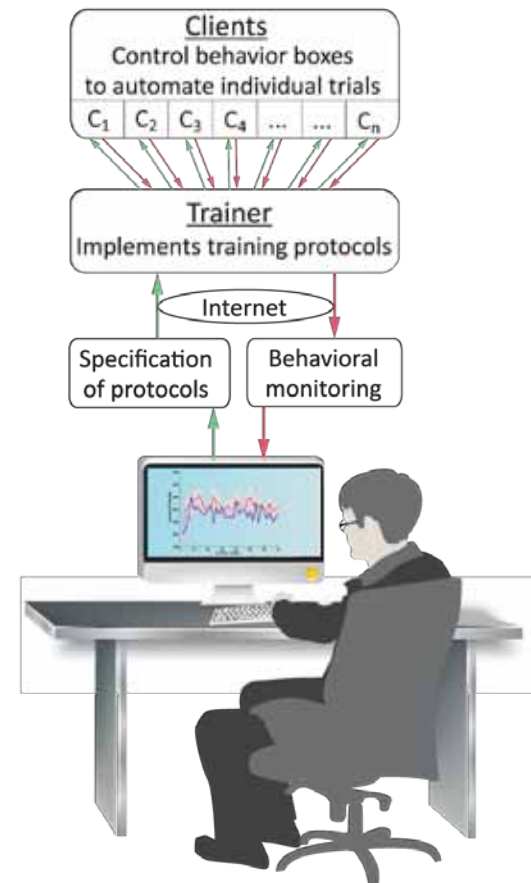 Clients
Control behavior boxes
to automate individual trials
C₁ C₂ C₃ C₄ ... ... Cₙ
Trainer
Implements training protocols
Internet
Specification
of protocols
Behavioral
monitoring